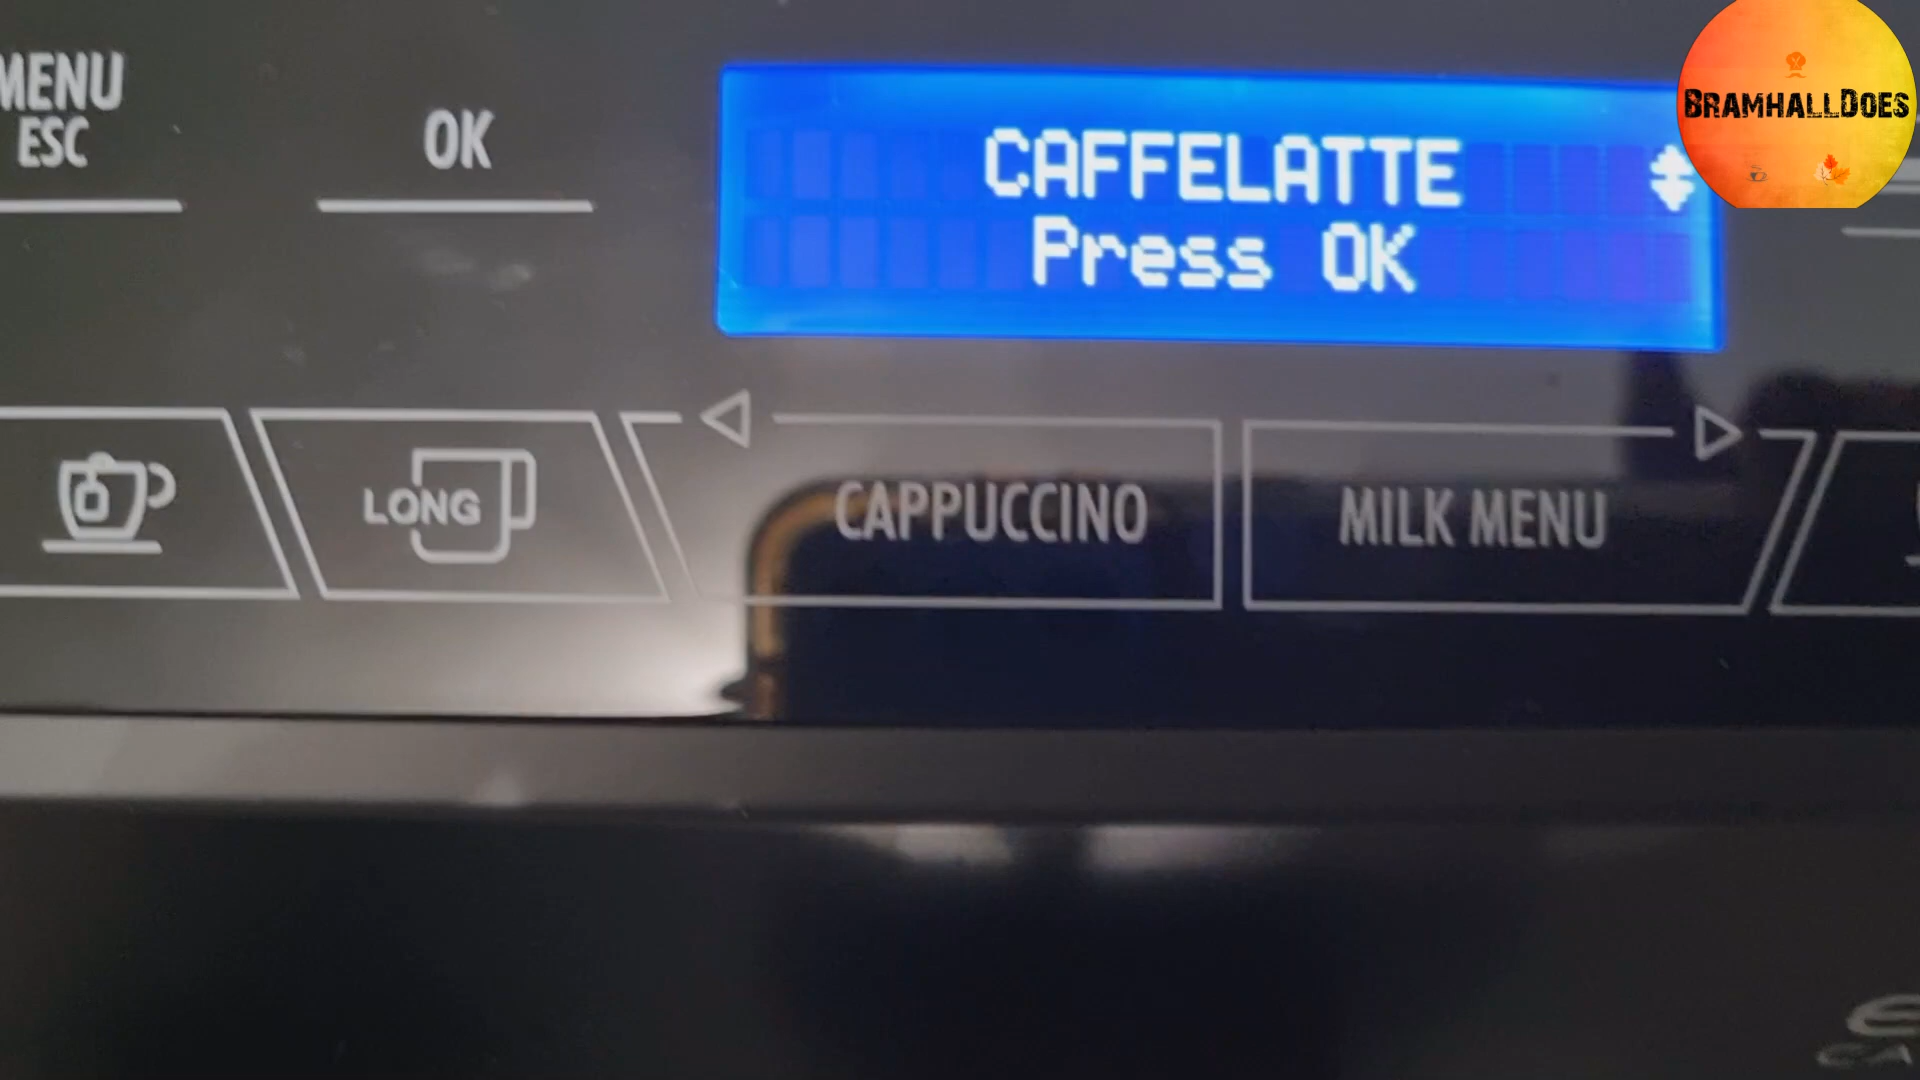 MENU
ESC
OK
CAFFELATTE
Press OK
BRAMHALLDOES
LONG
CAPPUCCINO
MILK MENU